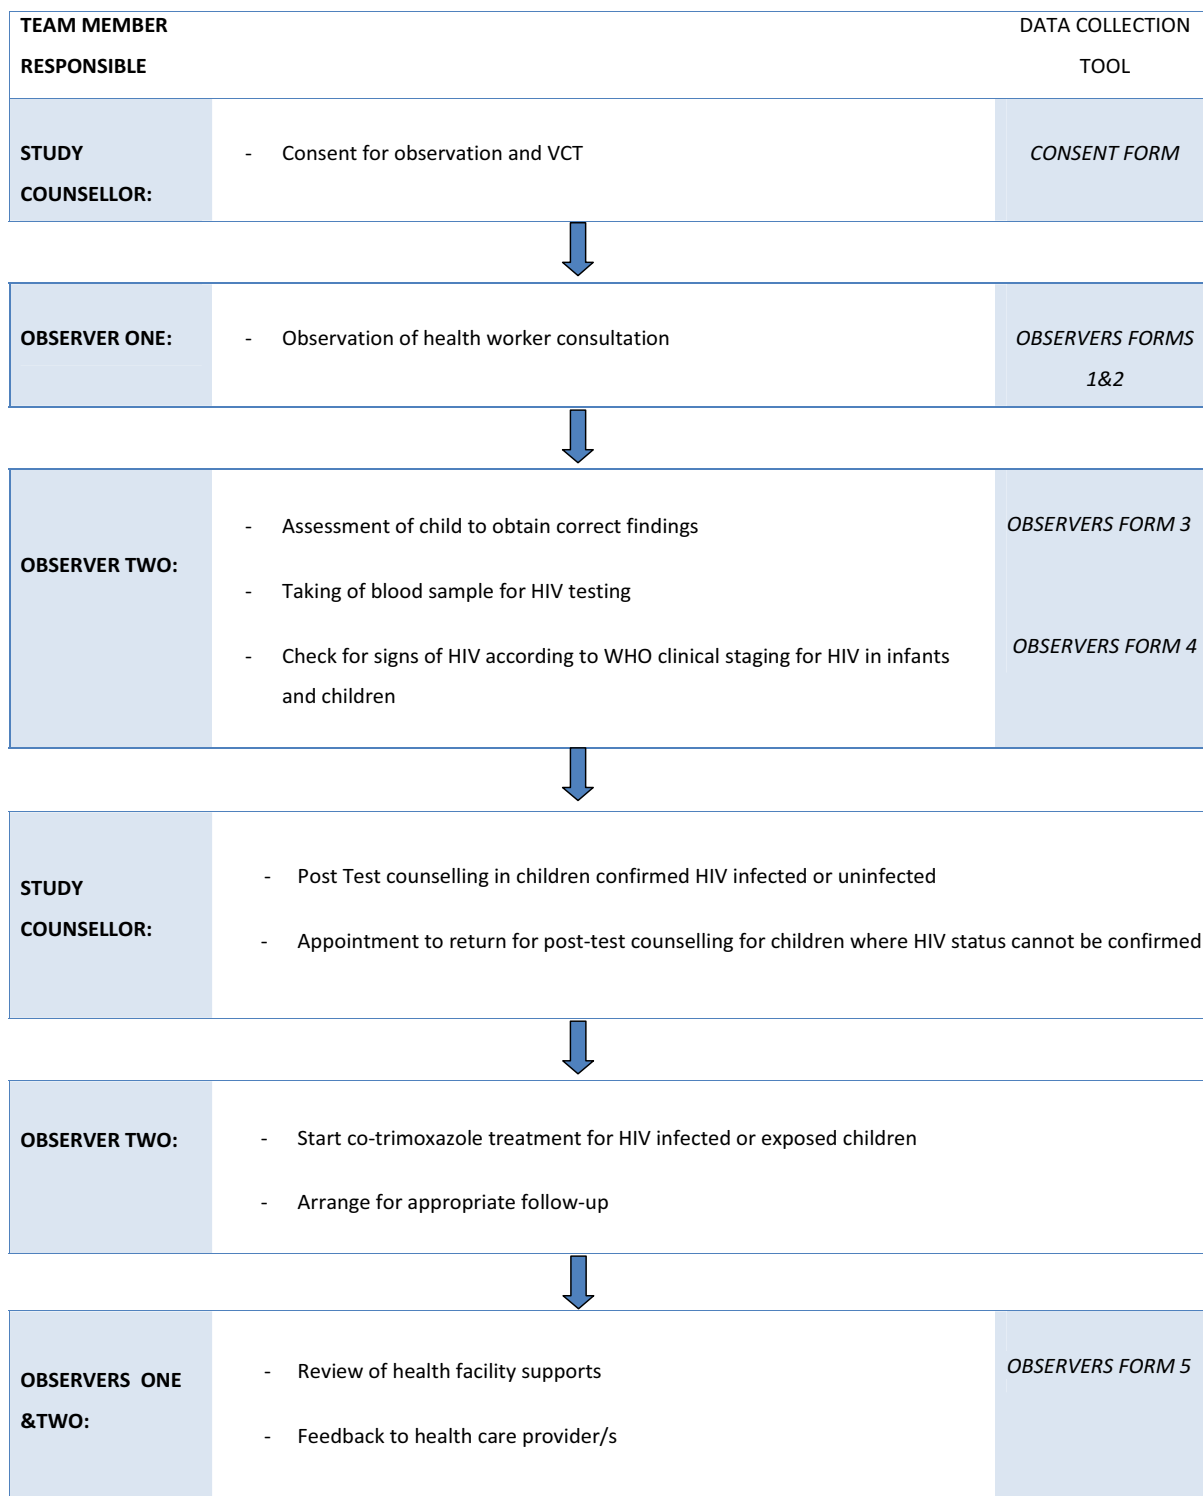 TEAM MEMBER
RESPONSIBLE
DATA COLLECTION
TOOL
STUDY
COUNSELLOR:
- Consent for observation and VCT
CONSENT FORM
OBSERVER ONE:
- Observation of health worker consultation
OBSERVERS FORMS
1&2
OBSERVER TWO:
- Assessment of child to obtain correct findings
- Taking of blood sample for HIV testing
- Check for signs of HIV according to WHO clinical staging for HIV in infants
and children
OBSERVERS FORM 3
OBSERVERS FORM 4
STUDY
COUNSELLOR:
- Post Test counselling in children confirmed HIV infected or uninfected
- Appointment to return for post-test counselling for children where HIV status cannot be confirmed
OBSERVER TWO:
- Start co-trimoxazole treatment for HIV infected or exposed children
- Arrange for appropriate follow-up
OBSERVERS ONE
&TWO:
- Review of health facility supports
- Feedback to health care provider/s
OBSERVERS FORM 5